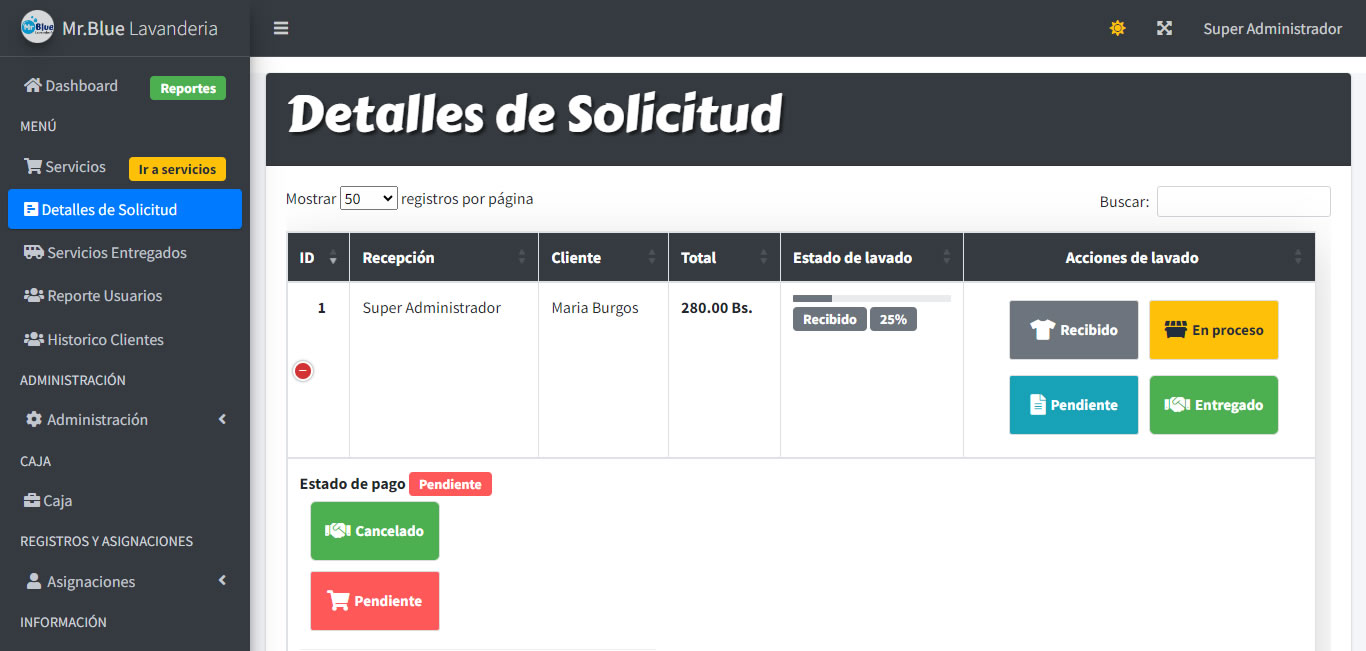 Mr.Blue Lavanderia
Super Administrador
Dashboard Reportes
MENÚ
Servicios Ir a servicios
Detalles de Solicitud
Servicios Entregados
Reporte Usuarios
Historico Clientes
ADMINISTRACIÓN
Administración
CAJA
Caja
REGISTROS Y ASIGNACIONES
Asignaciones
INFORMACIÓN
Detalles de Solicitud
Mostrar 50 registros por página
Buscar:
ID Recepción Cliente Total Estado de lavado Acciones de lavado
1 Super Administrador Maria Burgos 280.00 Bs. Recibido 25% Recibido En proceso
Pendiente Entregado
Estado de pago Pendiente
Cancelado
Pendiente